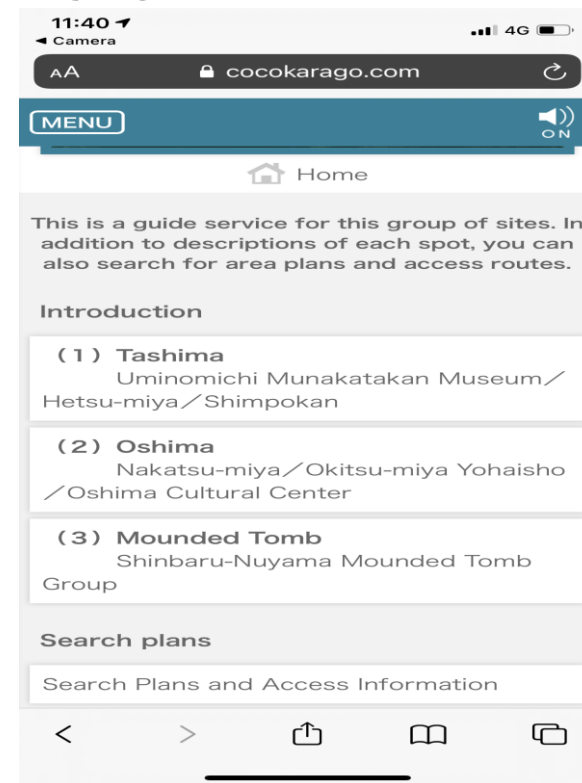 11:40
◀ Camera
4G
AA
cocokarago.com
MENU
ON
Home
This is a guide service for this group of sites. In
addition to descriptions of each spot, you can
also search for area plans and access routes.
Introduction
(1) Tashima
Uminomichi Munakatakan Museum／
Hetsu-miya／Shimpokan
(2) Oshima
Nakatsu-miya／Okitsu-miya Yohaisho
／Oshima Cultural Center
(3) Mounded Tomb
Shinbaru-Nuyama Mounded Tomb
Group
Search plans
Search Plans and Access Information